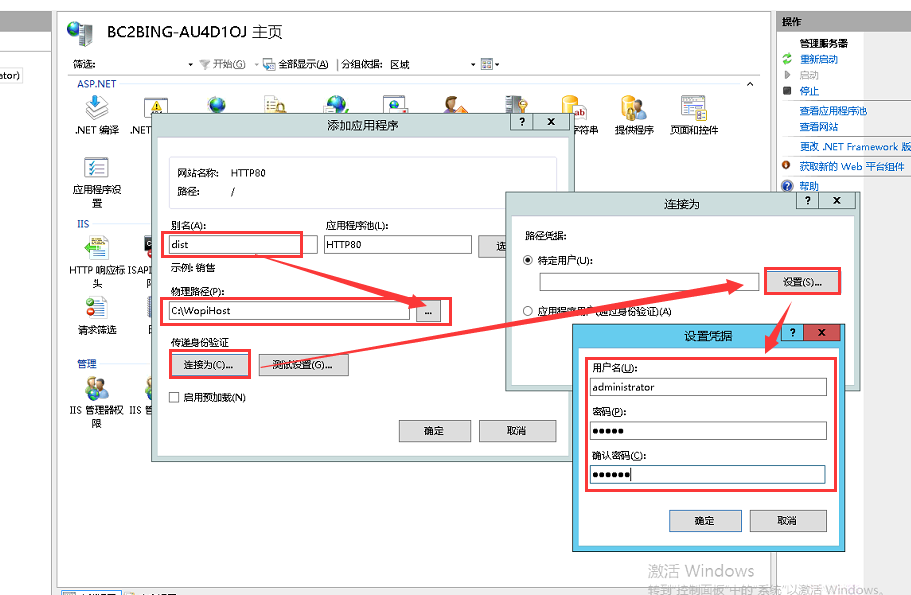 ator)
BC2BING-AU4D1OJ 主页
筛选:
开始(G)
全部显示(A)
分组依据:
区域
ASP.NET
.NET 编译
.NET
字符串
提供程序
页面和控件
应用程序设
置
IIS
HTTP 响应标
头
ISAP
请求筛选
管理
IIS 管理器权
限
IIS 管
添加应用程序
?
X
网站名称:
HTTP80
路径:
/
别名(A):
dist
应用程序池(L):
HTTP80
选
示例: 销售
物理路径(P):
C:\WopiHost
...
传递身份验证
连接为(C)...
测试设置(G)...
启用预加载(N)
确定
取消
连接为
?
X
路径凭据:
特定用户(U):
设置(S)...
应用程序用户(通过身份验证)(A)
设置凭据
?
X
用户名(U):
administrator
密码(P):
●●●●●
确认密码(C):
●●●●●●
确定
取消
操作
管理服务器
重新启动
启动
停止
查看应用程序池
查看网站
更改 .NET Framework 版
获取新的 Web 平台组件
帮助
激活 Windows
转到"控制面板"中的"系统"以激活 Windows。